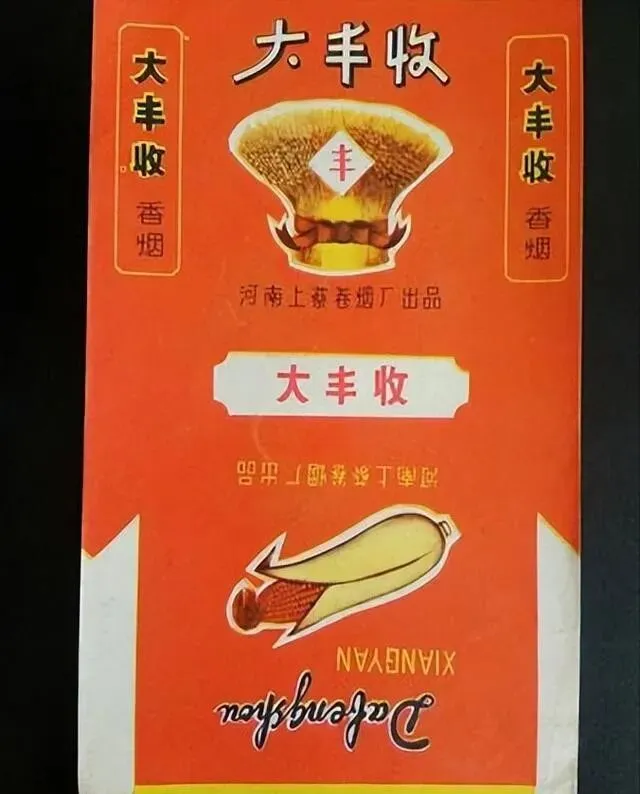 大丰收
丰
河南上蔡卷烟厂出品
大丰收
香烟
大丰收
香烟
大丰收
河南上蔡卷烟厂出品
XIANGYAN
Dafengshou